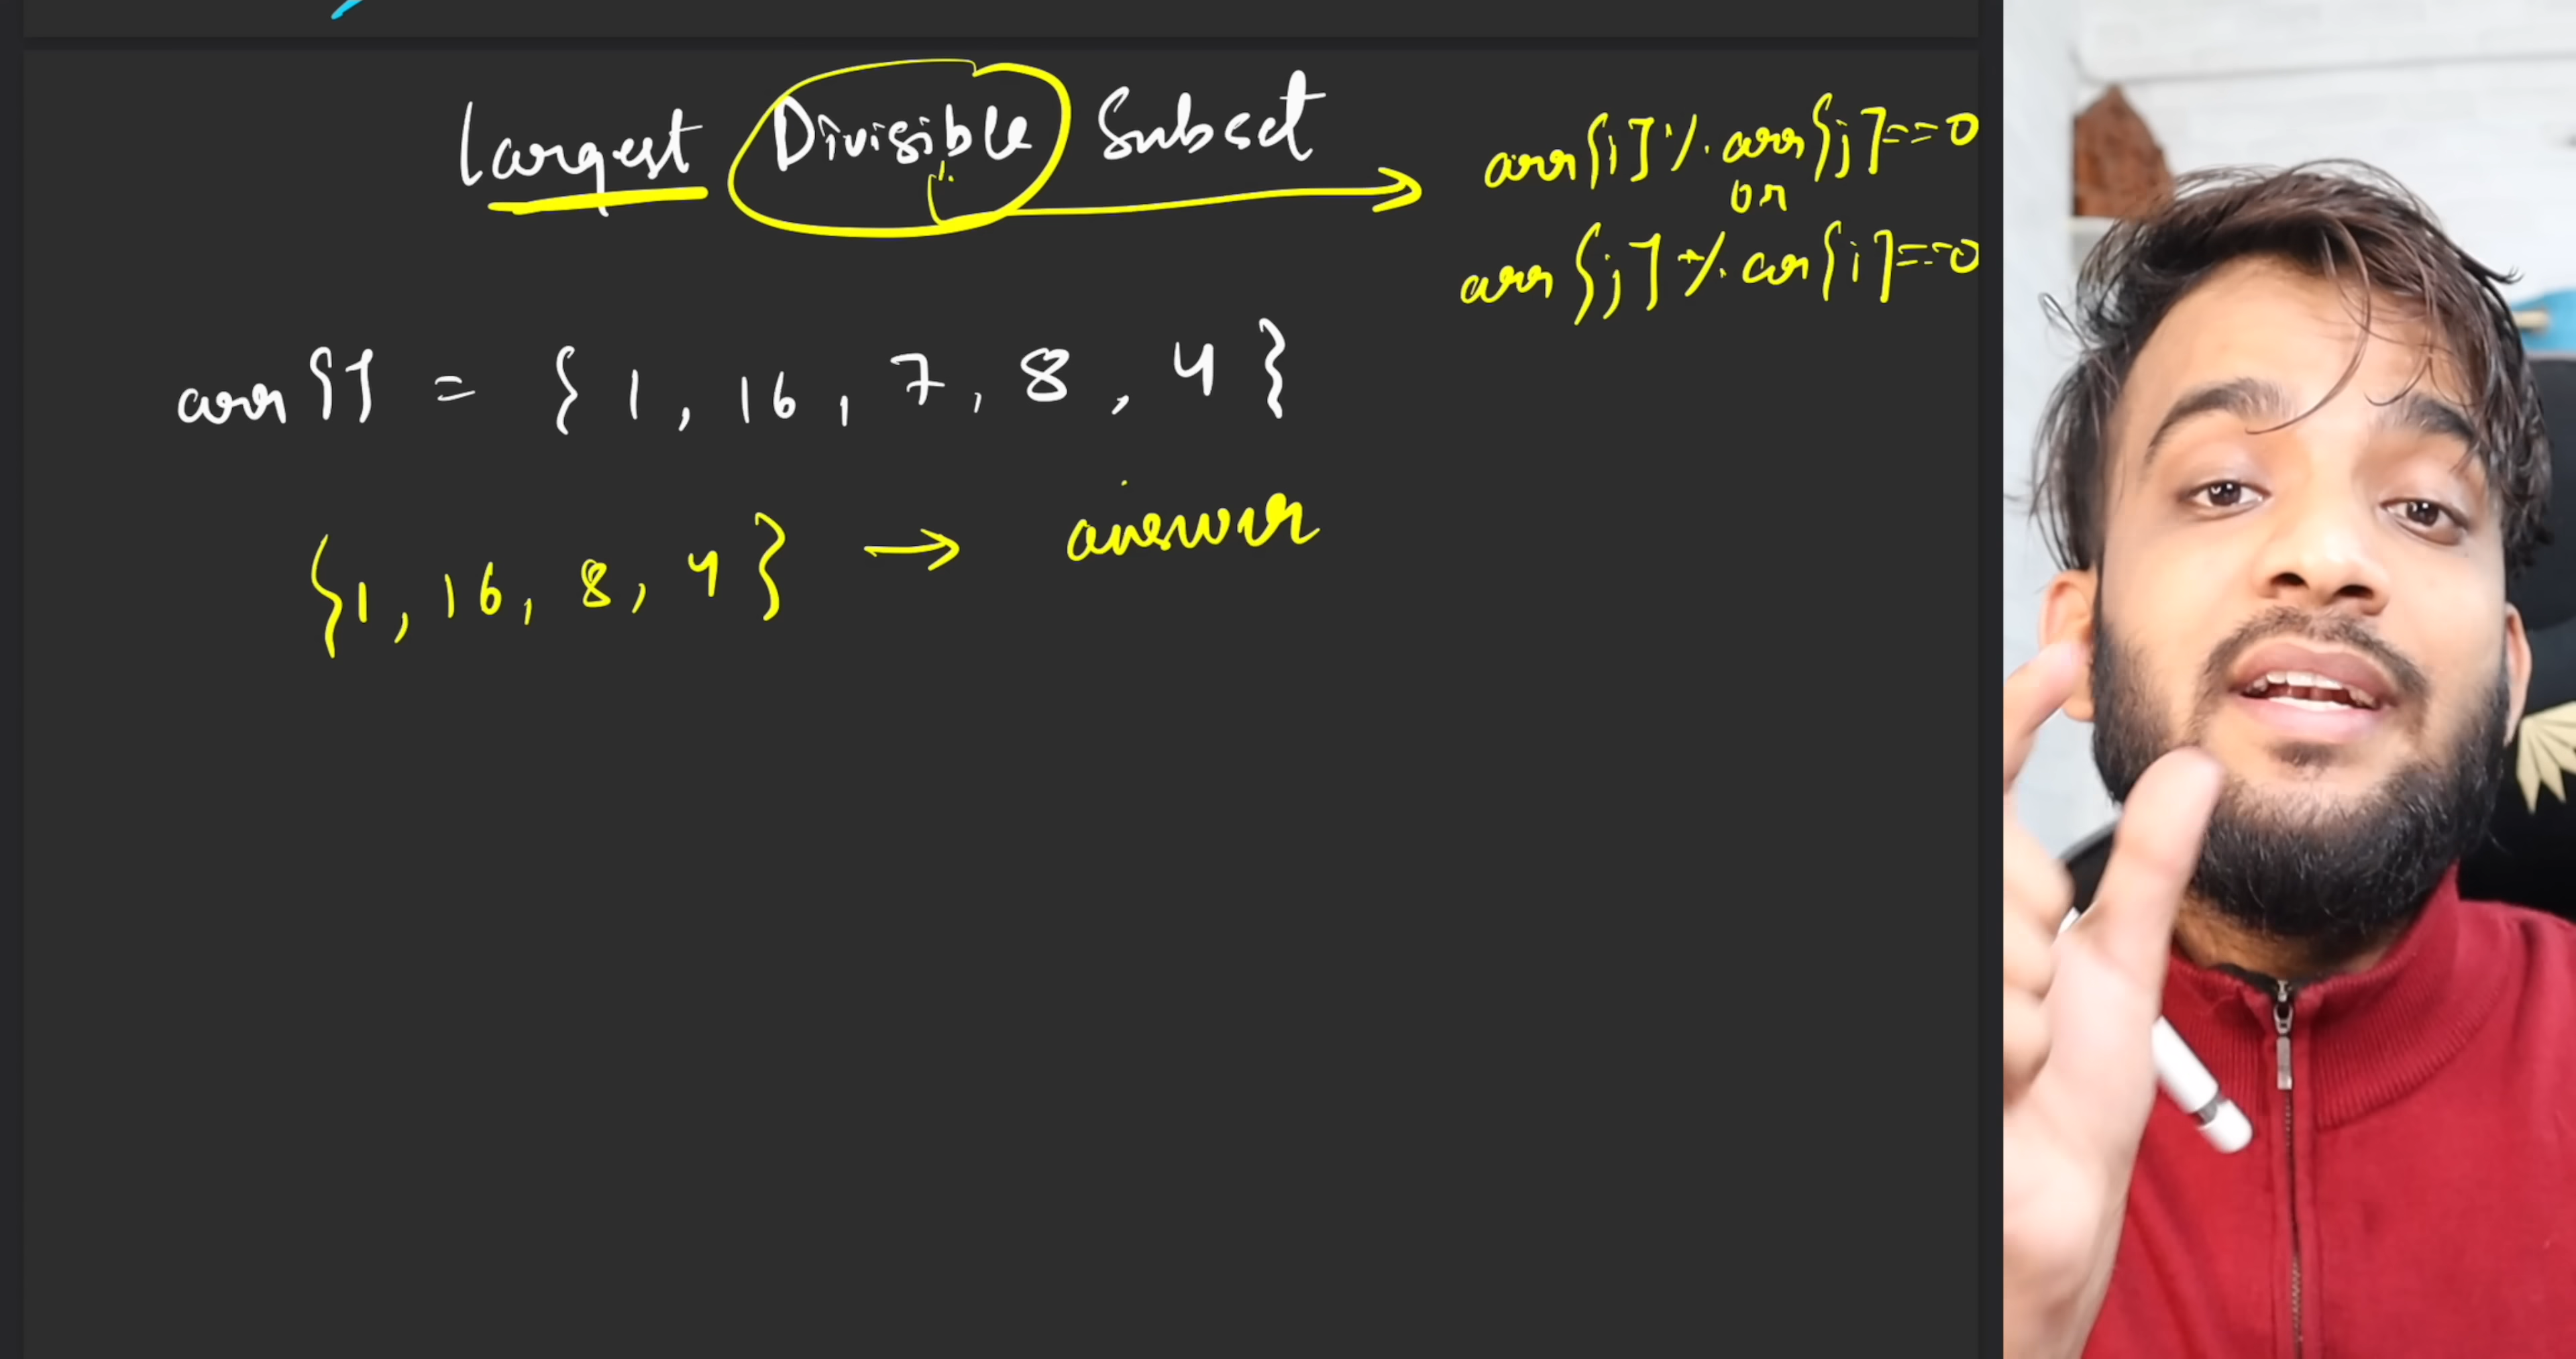 Largest Divisible Subset
arr[i] % arr[j] == 0
or
arr[j] % arr[i] == 0
arr[] = { 1, 16, 7, 8, 4 }
{1, 16, 8, 4} → answer